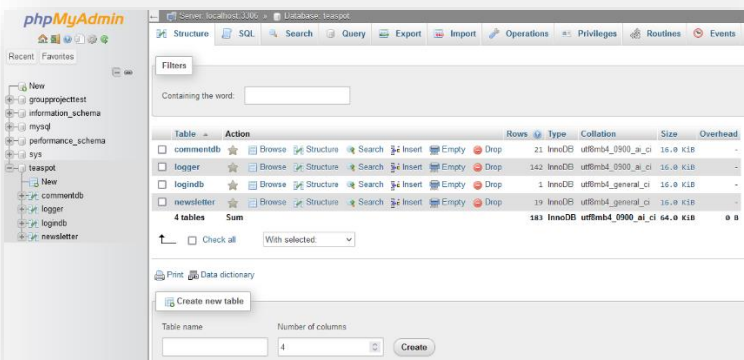 phpMyAdmin
Recent Favorites
New
groupprojecttest
information_schema
mysql
performance_schema
sys
teaspot
New
commentdb
logger
logindb
newsletter
Server: localhost:3306 » Database: teaspot
Structure SQL Search Query Export Import Operations Privileges Routines Events
Filters
Containing the word:
Table Action Rows Type Collation Size Overhead
commentdb Browse Structure Search Insert Empty Drop 21 InnoDB utf8mb4_0900_ai_ci 16.0 KiB -
logger Browse Structure Search Insert Empty Drop 142 InnoDB utf8mb4_0900_ai_ci 16.0 KiB -
logindb Browse Structure Search Insert Empty Drop 1 InnoDB utf8mb4_general_ci 16.0 KiB -
newsletter Browse Structure Search Insert Empty Drop 19 InnoDB utf8mb4_general_ci 16.0 KiB -
4 tables Sum 183 InnoDB utf8mb4_0900_ai_ci 64.0 KiB 0 B
Check all With selected:
Print Data dictionary
Create new table
Table name Number of columns
4 Create